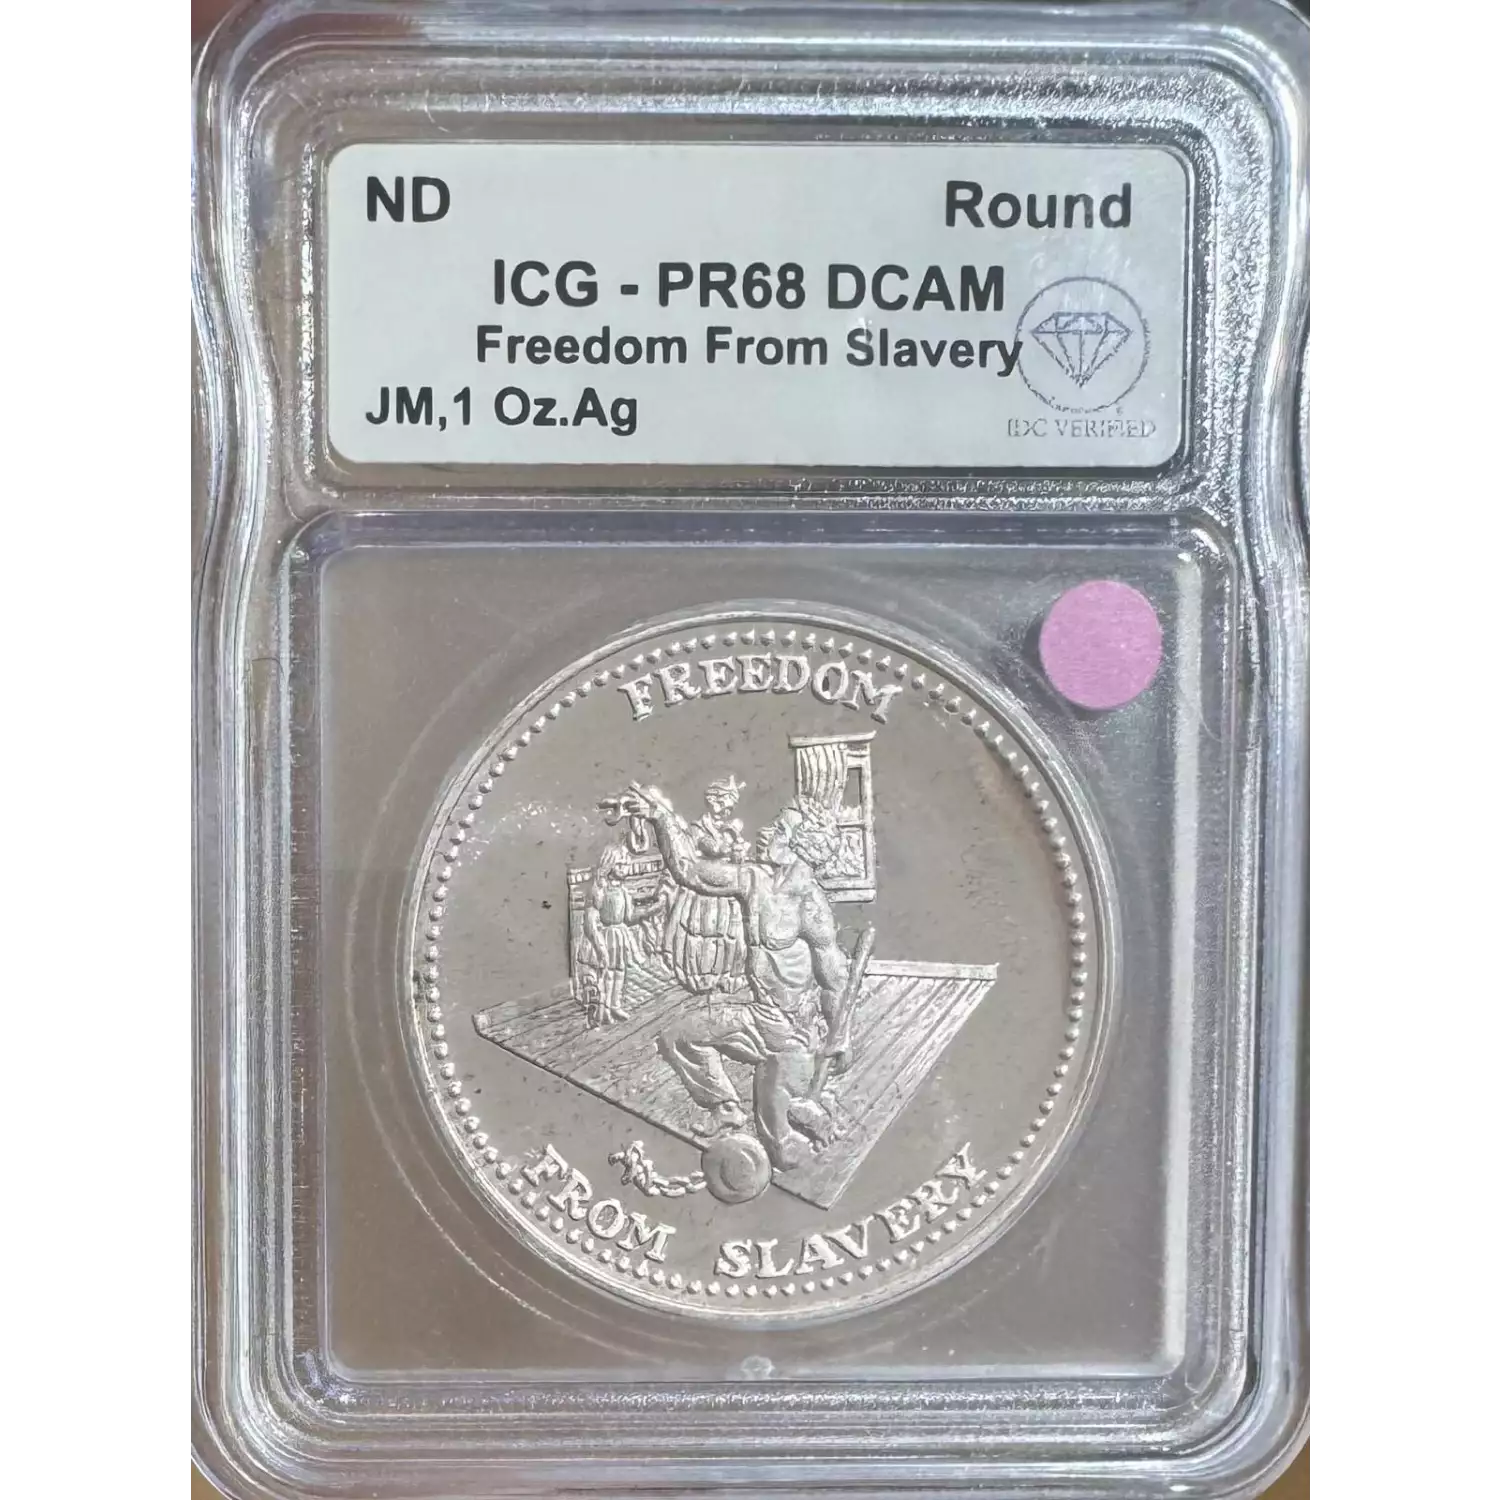 ND Round
ICG - PR68 DCAM
Freedom From Slavery
JM,1 Oz.Ag
IDC VERIFIED
FREEDOM
FROM SLAVERY